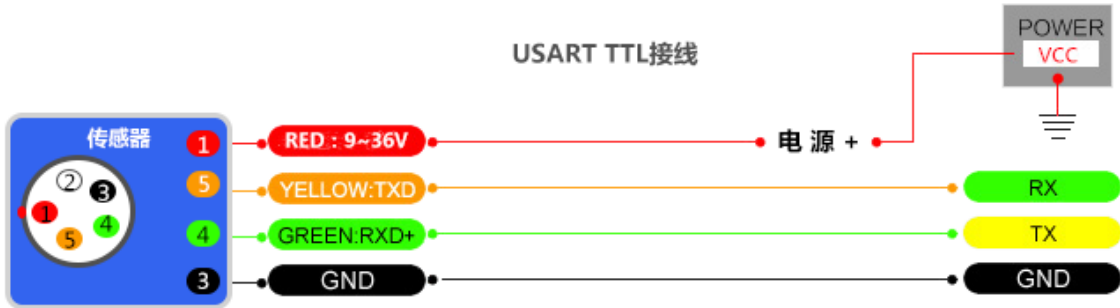 USART TTL接线
POWER
VCC
传感器
1 RED：9~36V 电 源 +
5 YELLOW:TXD RX
4 GREEN:RXD+ TX
3 GND GND
2
3
1
4
5